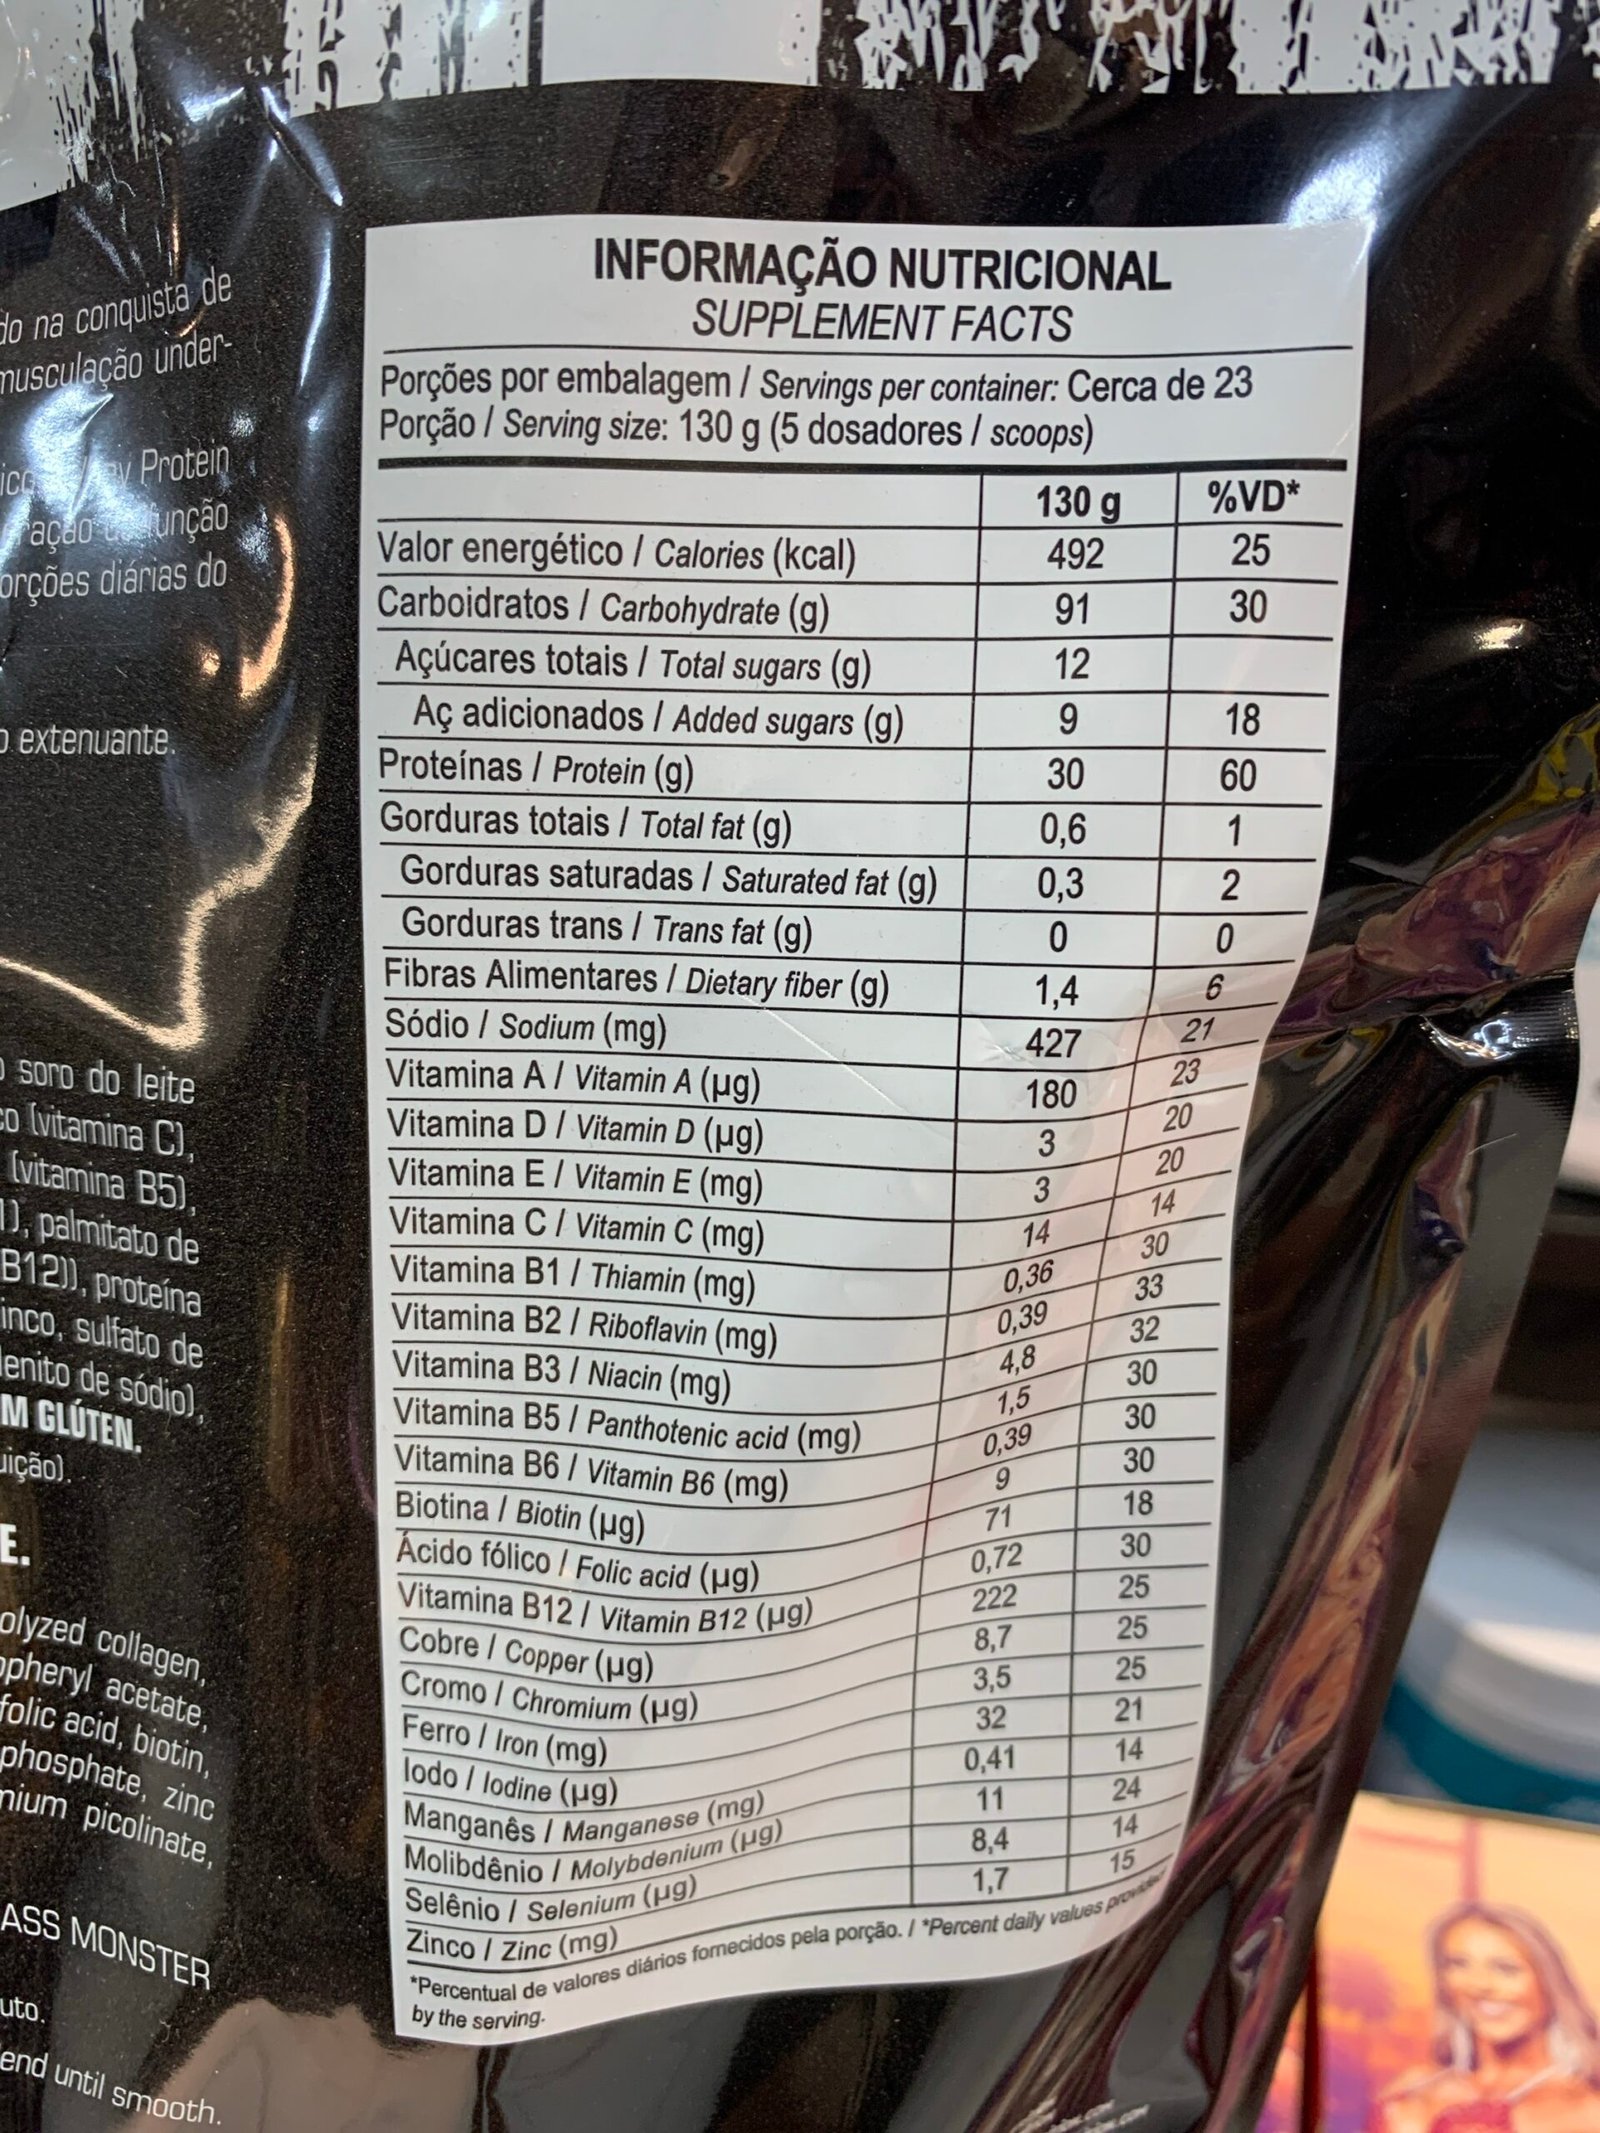 do na conquista de
musculação under-
Protein
função
orções diárias do
o extenuante.
soro do leite
(vitamina C),
(vitamina B5),
palmitato de
B12)), proteína
inco, sulfato de
lenito de sódio),
M GLÚTEN.
uição).
E.
olyzed collagen,
opheryl acetate,
folic acid, biotin,
phosphate, zinc
mium picolinate,
ASS MONSTER
uto.
end until smooth.
INFORMAÇÃO NUTRICIONAL
SUPPLEMENT FACTS
Porções por embalagem / Servings per container: Cerca de 23
Porção / Serving size: 130 g (5 dosadores / scoops)
130 g %VD*
Valor energético / Calories (kcal) 492 25
Carboidratos / Carbohydrate (g) 91 30
Açúcares totais / Total sugars (g) 12
Aç adicionados / Added sugars (g) 9 18
Proteínas / Protein (g) 30 60
Gorduras totais / Total fat (g) 0,6 1
Gorduras saturadas / Saturated fat (g) 0,3 2
Gorduras trans / Trans fat (g) 0 0
Fibras Alimentares / Dietary fiber (g) 1,4 6
Sódio / Sodium (mg) 427 21
Vitamina A / Vitamin A (µg) 180 23
Vitamina D / Vitamin D (µg) 3 20
Vitamina E / Vitamin E (mg) 3 20
Vitamina C / Vitamin C (mg) 14 14
Vitamina B1 / Thiamin (mg) 0,36 30
Vitamina B2 / Riboflavin (mg) 0,39 33
Vitamina B3 / Niacin (mg) 4,8 32
Vitamina B5 / Panthotenic acid (mg) 1,5 30
Vitamina B6 / Vitamin B6 (mg) 0,39 30
Biotina / Biotin (µg) 9 30
Ácido fólico / Folic acid (µg) 71 18
Vitamina B12 / Vitamin B12 (µg) 0,72 30
Cobre / Copper (µg) 222 25
Cromo / Chromium (µg) 8,7 25
Ferro / Iron (mg) 3,5 25
Iodo / Iodine (µg) 32 21
Manganês / Manganese (mg) 0,41 14
Molibdênio / Molybdenium (µg) 11 24
Selênio / Selenium (µg) 8,4 14
Zinco / Zinc (mg) 1,7 15
*Percentual de valores diários fornecidos pela porção. / *Percent daily values provided
by the serving.